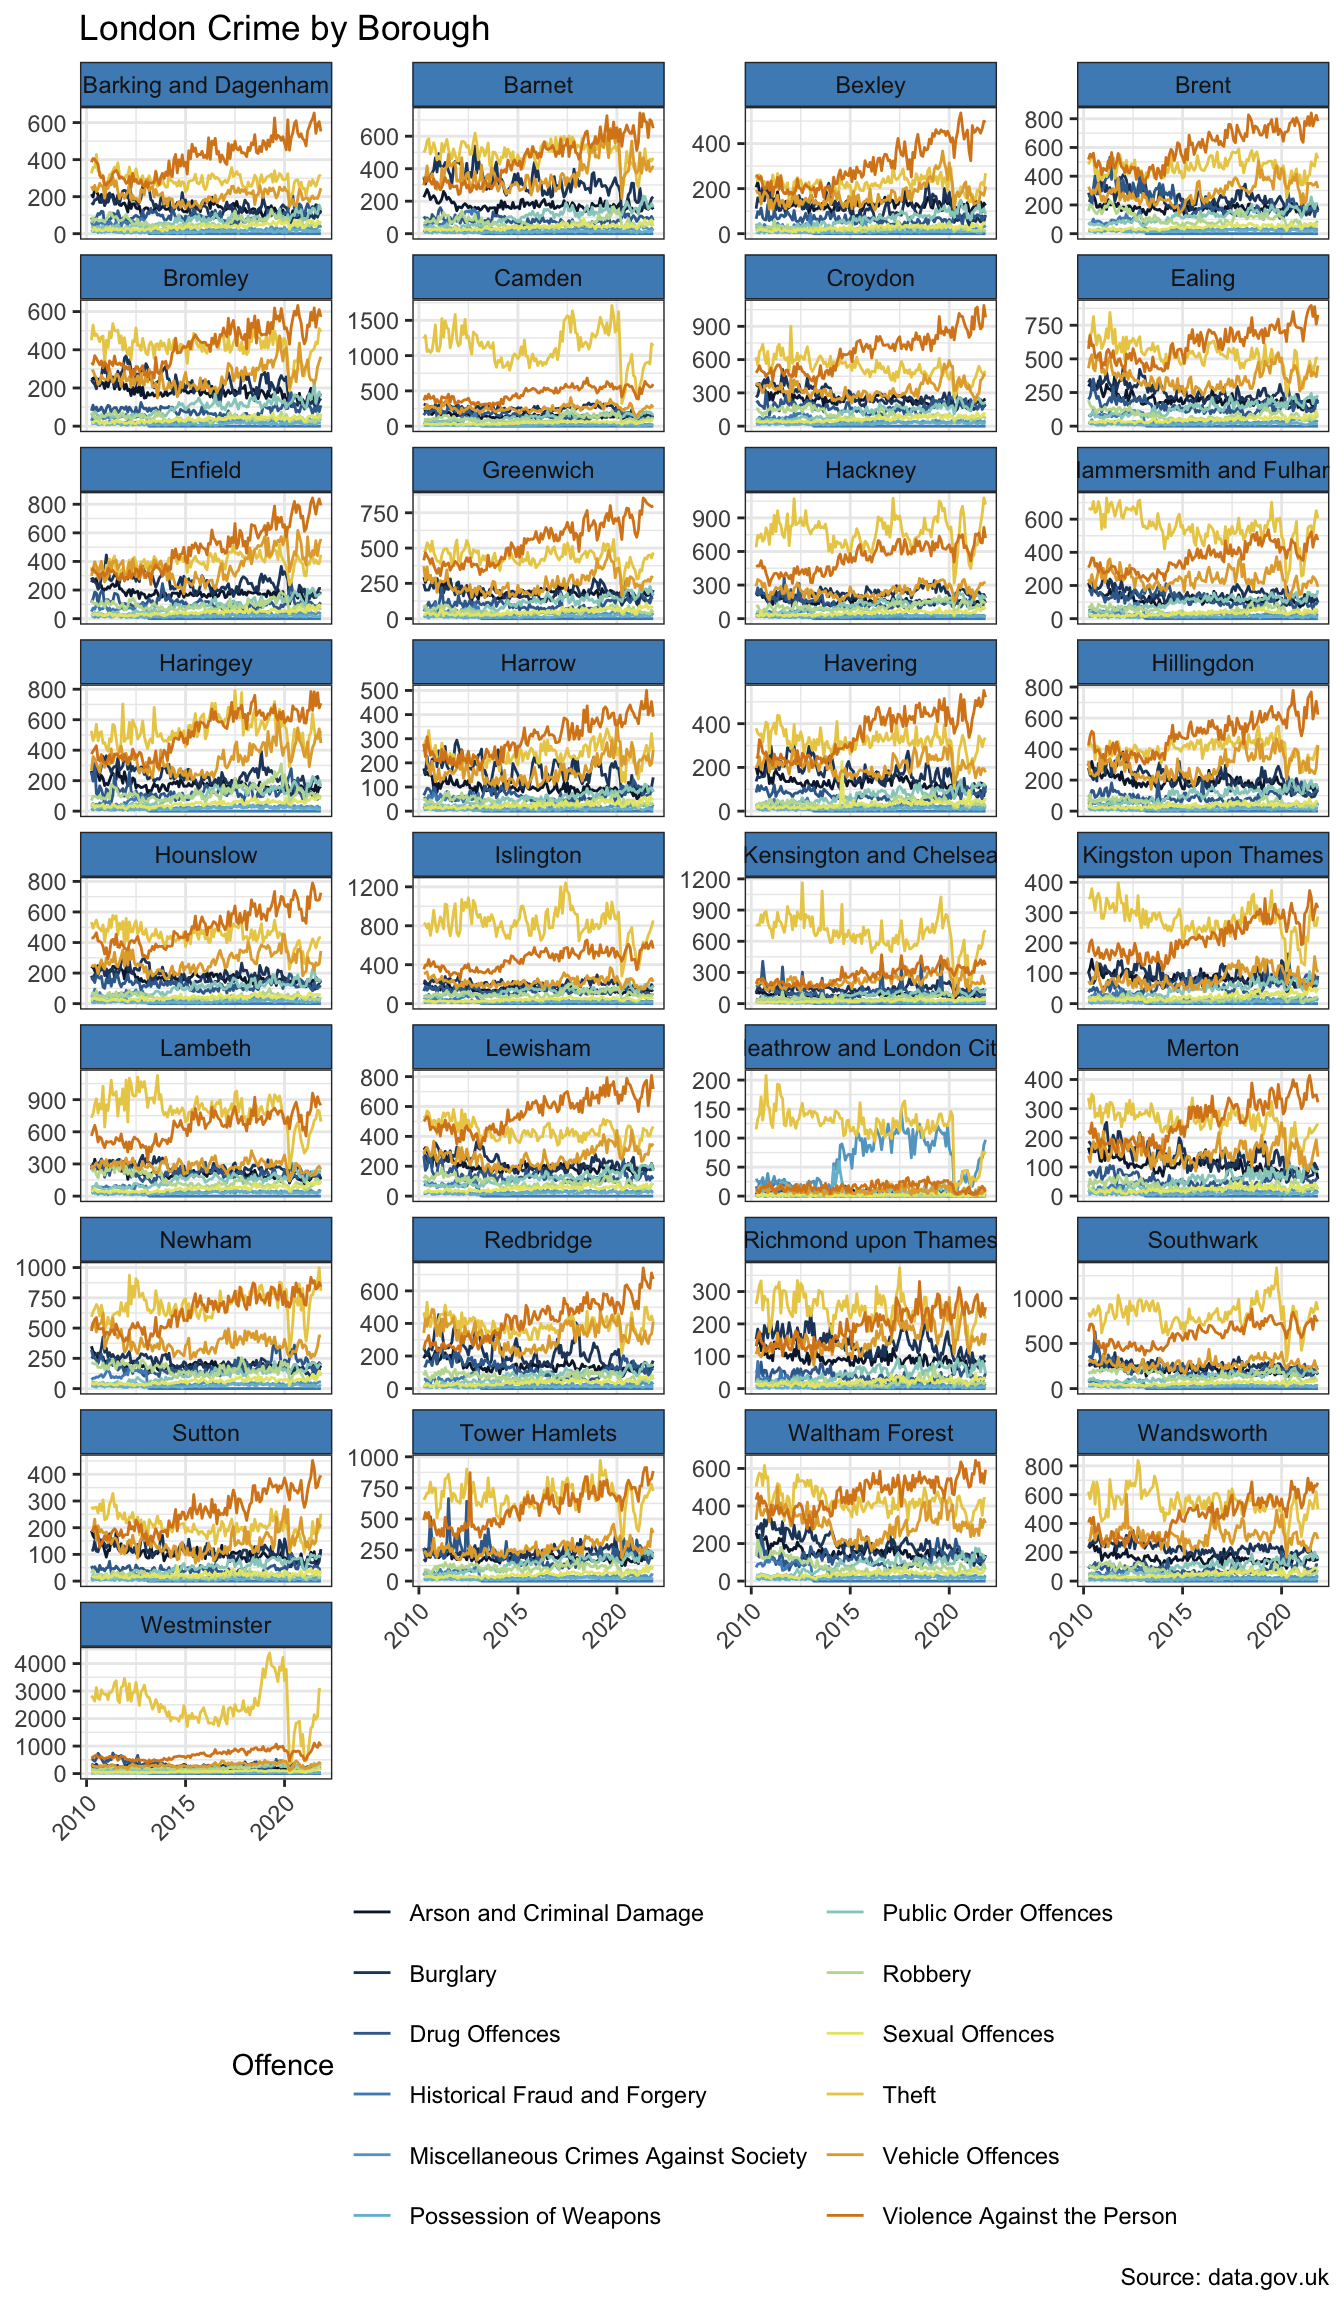 London Crime by Borough
Barking and Dagenham Barnet Bexley Brent
600 400 200 0
600 400 200 0
400 200 0
800 600 400 200 0
Bromley Camden Croydon Ealing
600 400 200 0
1500 1000 500 0
900 600 300 0
750 500 250 0
Enfield Greenwich Hackney lammersmith and Fulhar
800 600 400 200 0
750 500 250 0
900 600 300 0
600 400 200 0
Haringey Harrow Havering Hillingdon
800 600 400 200 0
500 400 300 200 100 0
400 200 0
800 600 400 200 0
Hounslow Islington Kensington and Chelsea Kingston upon Thames
800 600 400 200 0
1200 800 400 0
1200 900 600 300 0
400 300 200 100 0
Lambeth Lewisham eathrow and London Cit Merton
900 600 300 0
800 600 400 200 0
200 150 100 50 0
400 300 200 100 0
Newham Redbridge Richmond upon Thames Southwark
1000 750 500 250 0
600 400 200 0
300 200 100 0
1000 500 0
Sutton Tower Hamlets Waltham Forest Wandsworth
400 300 200 100 0
1000 750 500 250 0
600 400 200 0
800 600 400 200 0
2010 2015 2020
2010 2015 2020
2010 2015 2020
Westminster
4000 3000 2000 1000 0
2010 2015 2020
Offence
Arson and Criminal Damage
Burglary
Drug Offences
Historical Fraud and Forgery
Miscellaneous Crimes Against Society
Possession of Weapons
Public Order Offences
Robbery
Sexual Offences
Theft
Vehicle Offences
Violence Against the Person
Source: data.gov.uk